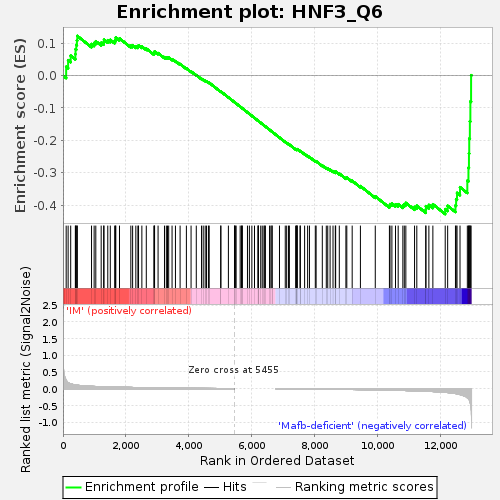 Enrichment plot: HNF3_Q6
Enrichment score (ES)
0.1
0.0
-0.1
-0.2
-0.3
-0.4
'IM' (positively correlated)
Ranked list metric (Signal2Noise)
2.5
2.0
1.5
1.0
0.5
0.0
-0.5
-1.0
Zero cross at 5455
'Mafb-deficient' (negatively correlated)
0
2,000
4,000
6,000
8,000
10,000
12,000
Rank in Ordered Dataset
Enrichment profile
Hits
Ranking metric scores